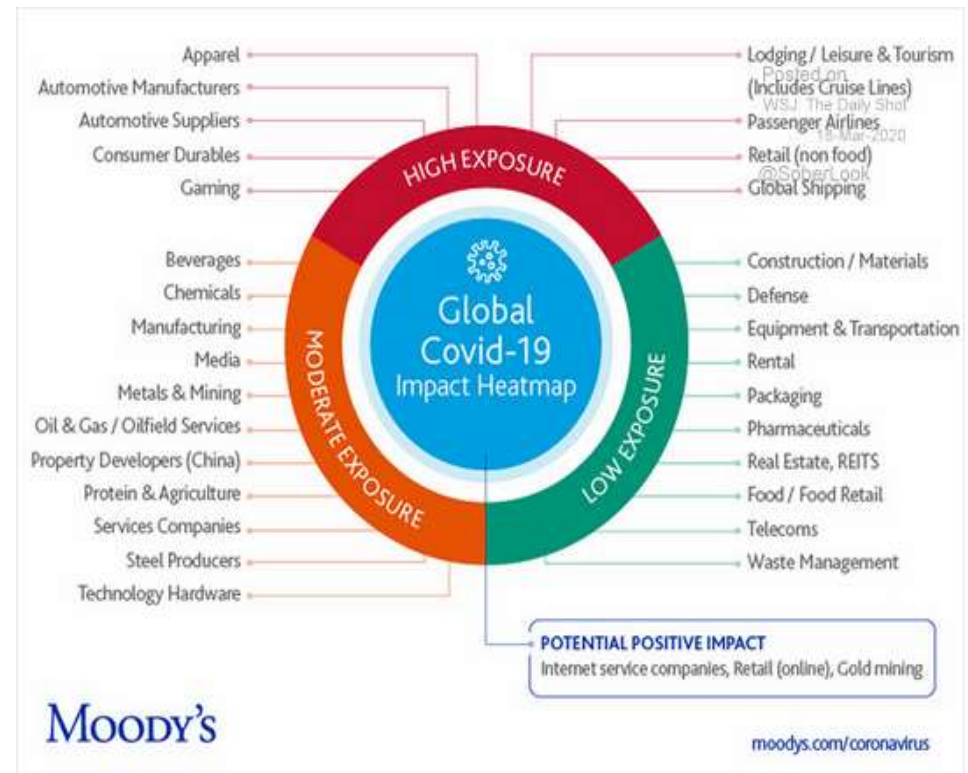 Apparel
Automotive Manufacturers
Automotive Suppliers
Consumer Durables
Gaming
Lodging / Leisure & Tourism
(Includes Cruise Lines)
Passenger Airlines
Retail (non food)
Global Shipping
Posted on
WSJ: The Daily Shot
18-Mar-2020
@SoberLook
HIGH EXPOSURE
Beverages
Chemicals
Manufacturing
Media
Metals & Mining
Oil & Gas / Oilfield Services
Property Developers (China)
Protein & Agriculture
Services Companies
Steel Producers
Technology Hardware
MODERATE EXPOSURE
Global
Covid-19
Impact Heatmap
LOW EXPOSURE
Construction / Materials
Defense
Equipment & Transportation
Rental
Packaging
Pharmaceuticals
Real Estate, REITS
Food / Food Retail
Telecoms
Waste Management
POTENTIAL POSITIVE IMPACT
Internet service companies, Retail (online), Gold mining
MOODY'S
moodys.com/coronavirus